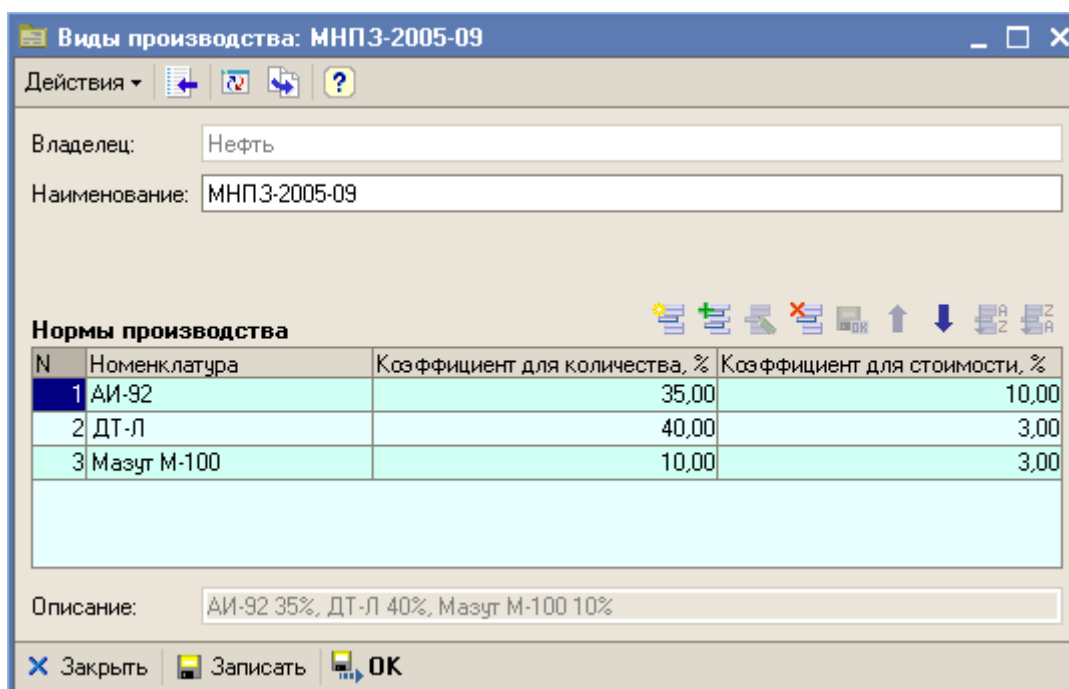 Виды производства: МНПЗ-2005-09
Действия
Владелец: Нефть
Наименование: МНПЗ-2005-09
Нормы производства
N Номенклатура Коэффициент для количества, % Коэффициент для стоимости, %
1 АИ-92 35,00 10,00
2 ДТ-Л 40,00 3,00
3 Мазут М-100 10,00 3,00
Описание: АИ-92 35%, ДТ-Л 40%, Мазут М-100 10%
Закрыть Записать OK